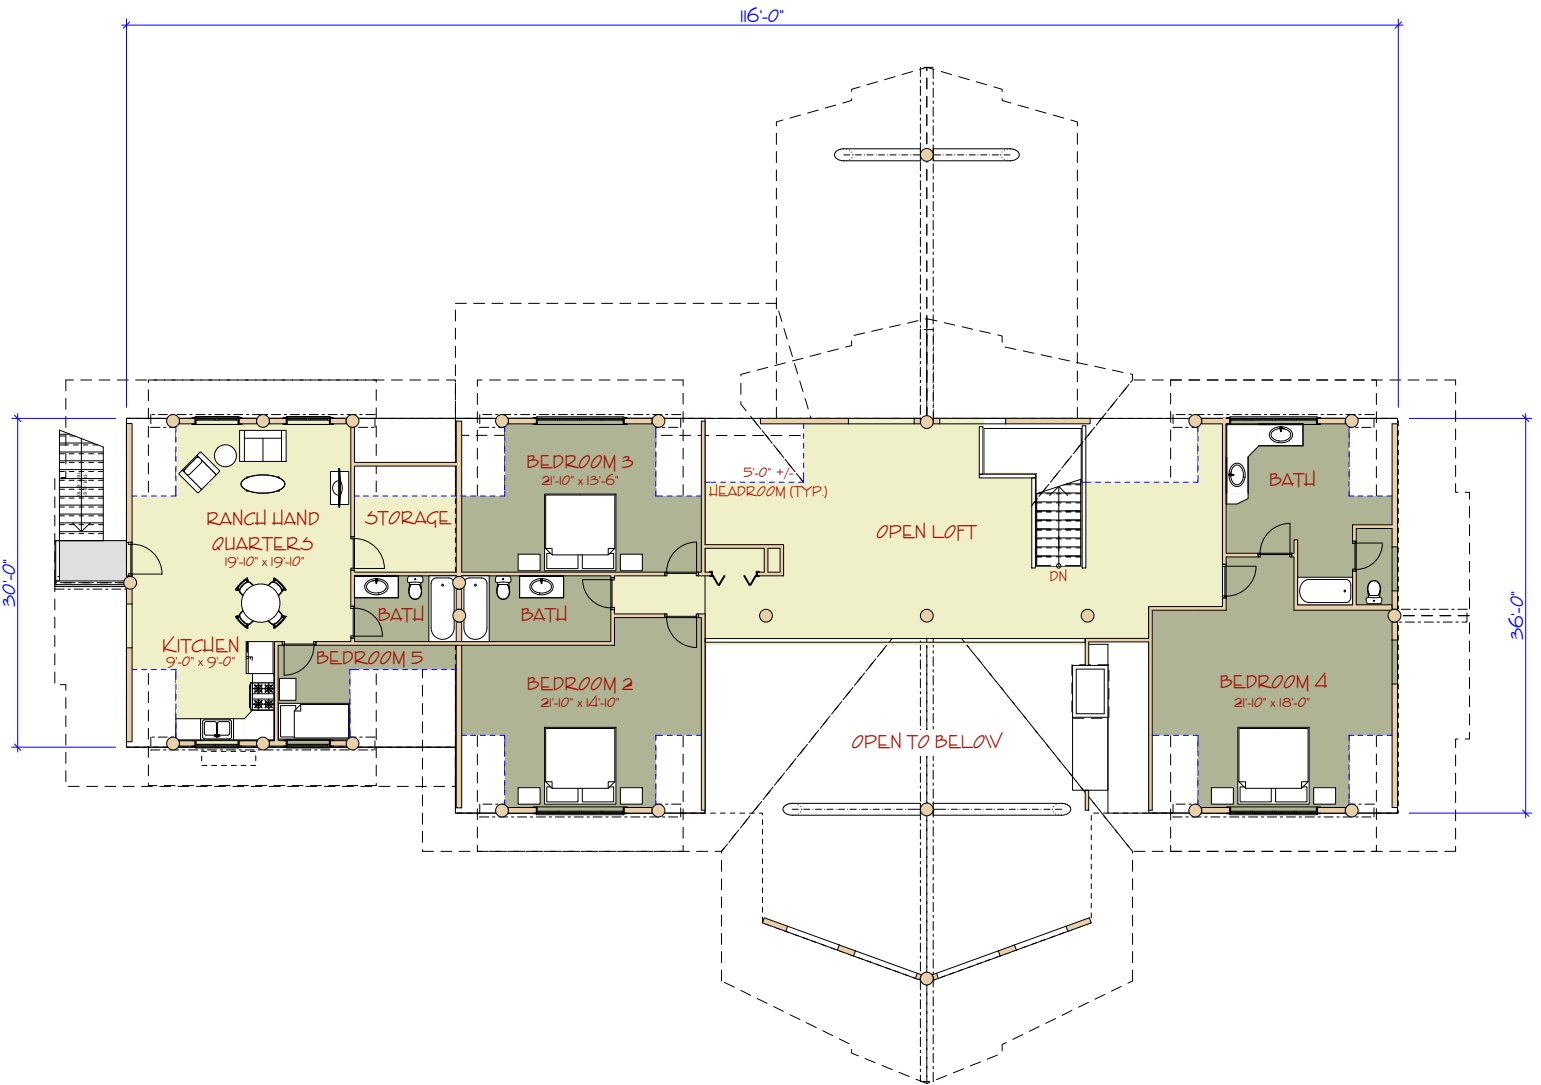 116'-0"
BEDROOM 3
21'-10" x 13'-6"
5'-0" +/-
HEADROOM (TYP.)
BATH
RANCH HAND
QUARTERS
19'-10" x 19'-10"
STORAGE
OPEN LOFT
DN
30'-0"
36'-0"
BATH
BATH
KITCHEN
9'-0" x 9'-0"
BEDROOM 5
BEDROOM 2
21'-10" x 14'-10"
BEDROOM 4
21'-10" x 18'-0"
OPEN TO BELOW